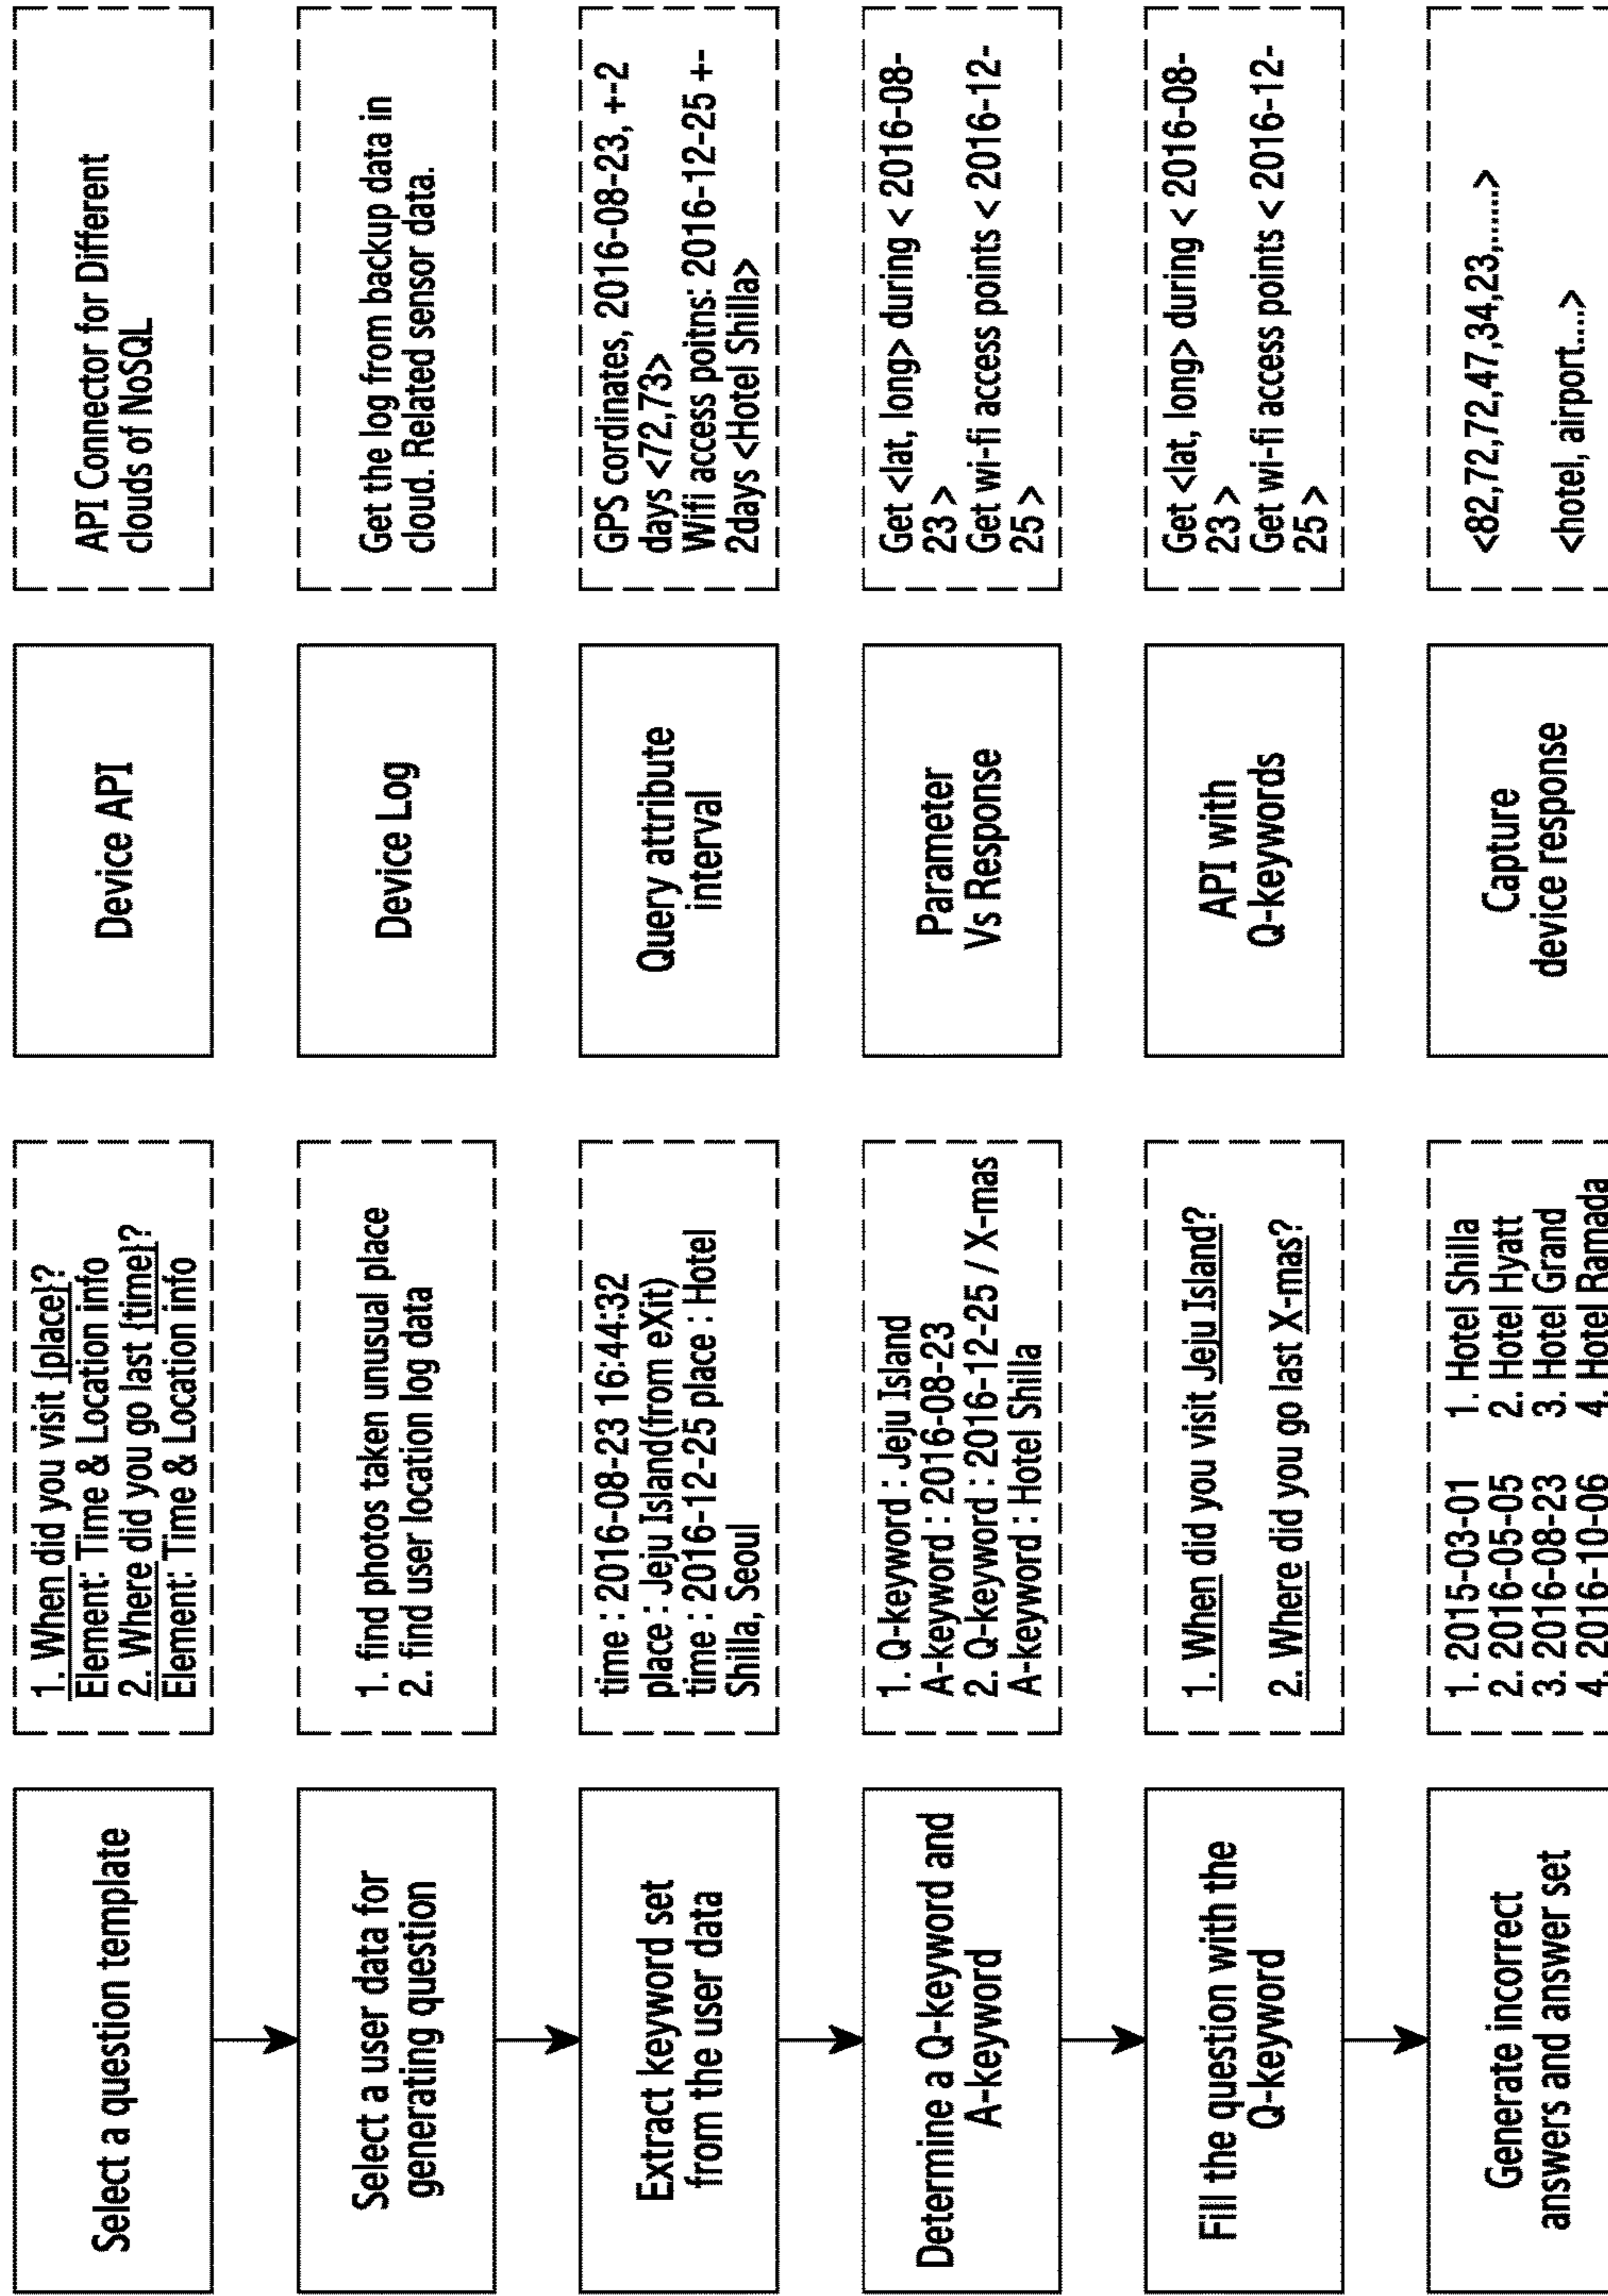 Select a question template
1. When did you visit {place}?
Element: Time & Location info
2. Where did you go last {time}?
Element: Time & Location info
Device API
API Connector for Different
clouds of NoSQL
Select a user data for
generating question
1. find photos taken unusual place
2. find user location log data
Device Log
Get the log from backup data in
cloud. Related sensor data.
Extract keyword set
from the user data
time : 2016-08-23 16:44:32
place : Jeju Island(from eXit)
time : 2016-12-25 place : Hotel
Shilla, Seoul
Query attribute
interval
GPS cordinates, 2016-08-23, +-2
days <72,73>
Wifi access poitns: 2016-12-25 +-
2days <Hotel Shilla>
Determine a Q-keyword and
A-keyword
1. Q-keyword : Jeju Island
A-keyword : 2016-08-23
2. Q-keyword : 2016-12-25 / X-mas
A-keyword : Hotel Shilla
Parameter
Vs Response
Get <lat, long> during < 2016-08-
23 >
Get wi-fi access points < 2016-12-
25 >
Fill the question with the
Q-keyword
1. When did you visit Jeju Island?
2. Where did you go last X-mas?
API with
Q-keywords
Get <lat, long> during < 2016-08-
23 >
Get wi-fi access points < 2016-12-
25 >
Generate incorrect
answers and answer set
1. 2015-03-01 1. Hotel Shilla
2. 2016-05-05 2. Hotel Hyatt
3. 2016-08-23 3. Hotel Grand
4. 2016-10-06 4. Hotel Ramada
Capture
device response
<82,72,72,47,34,23,.....>
<hotel, airport....>